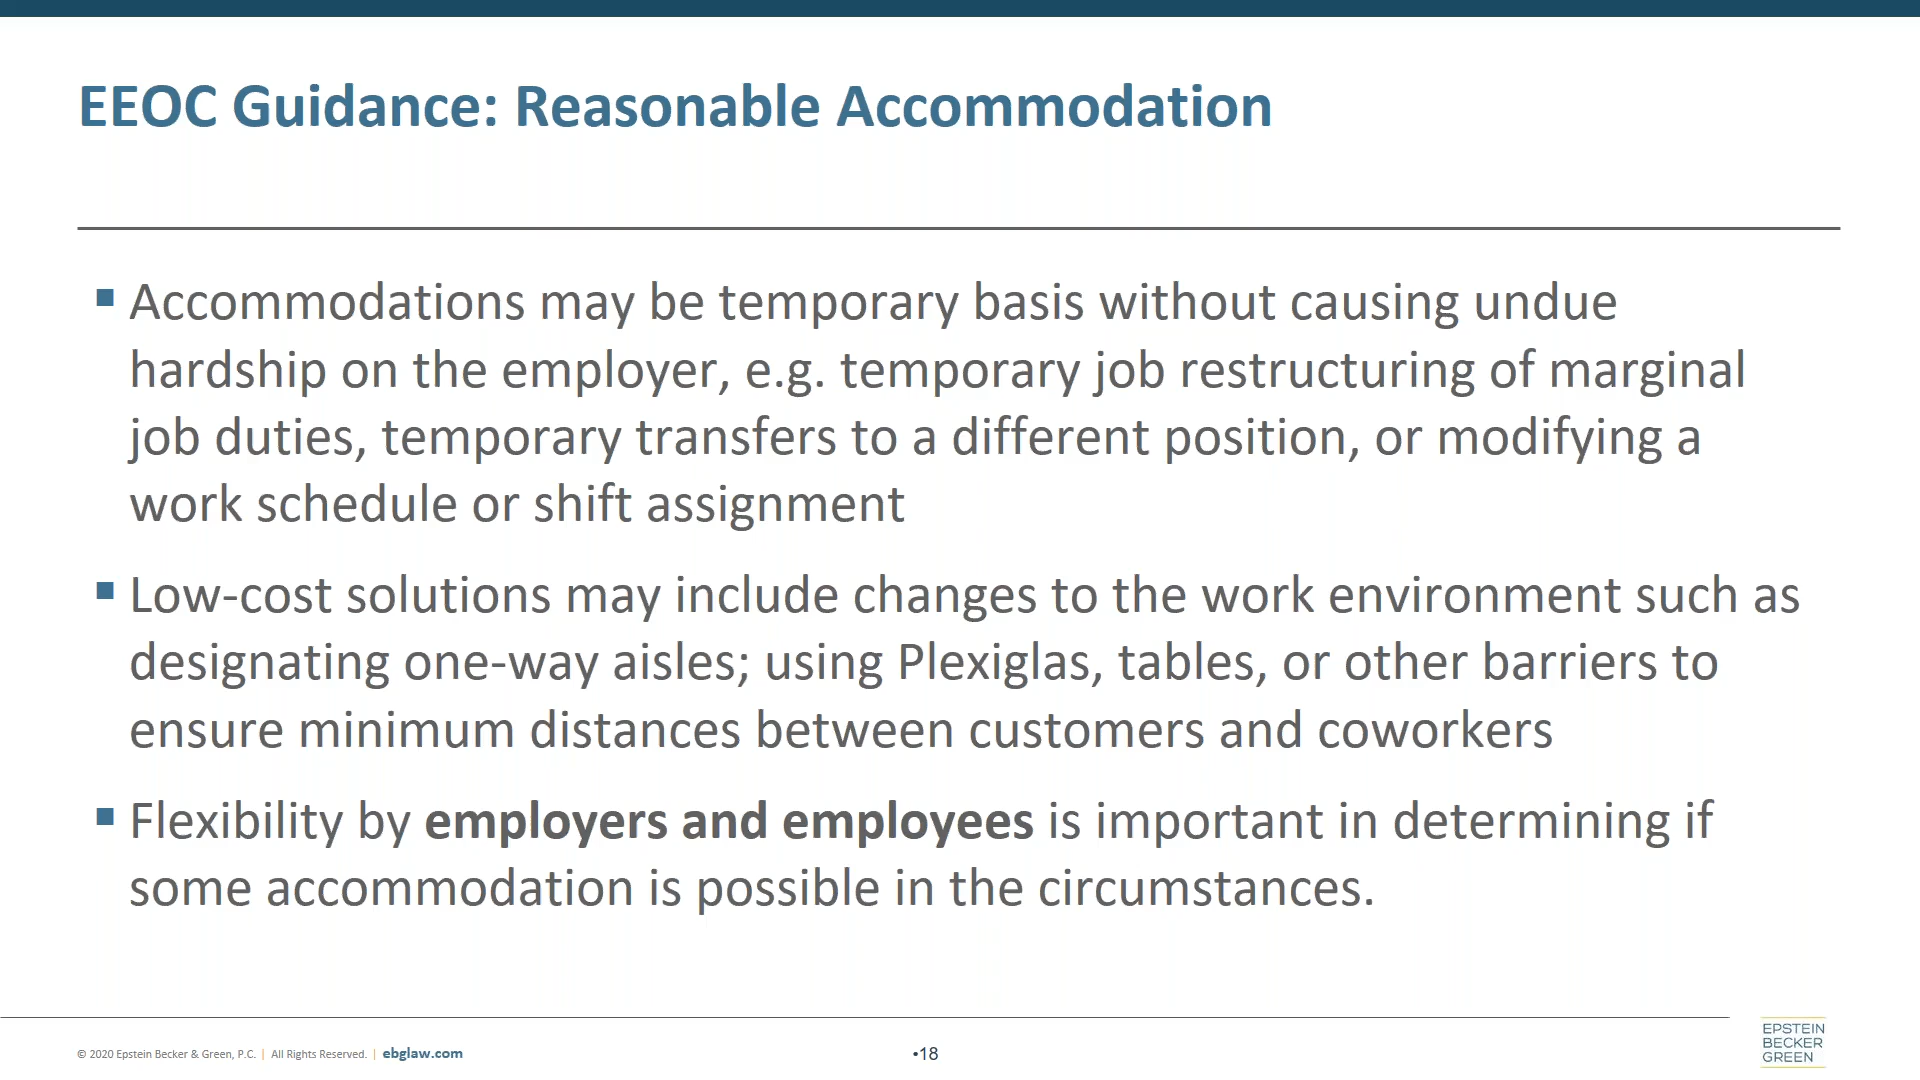 EEOC Guidance: Reasonable Accommodation
▪ Accommodations may be temporary basis without causing undue
hardship on the employer, e.g. temporary job restructuring of marginal
job duties, temporary transfers to a different position, or modifying a
work schedule or shift assignment
▪ Low-cost solutions may include changes to the work environment such as
designating one-way aisles; using Plexiglas, tables, or other barriers to
ensure minimum distances between customers and coworkers
▪ Flexibility by employers and employees is important in determining if
some accommodation is possible in the circumstances.
© 2020 Epstein Becker & Green, P.C. | All Rights Reserved. | ebglaw.com
•18
EPSTEIN
BECKER
GREEN